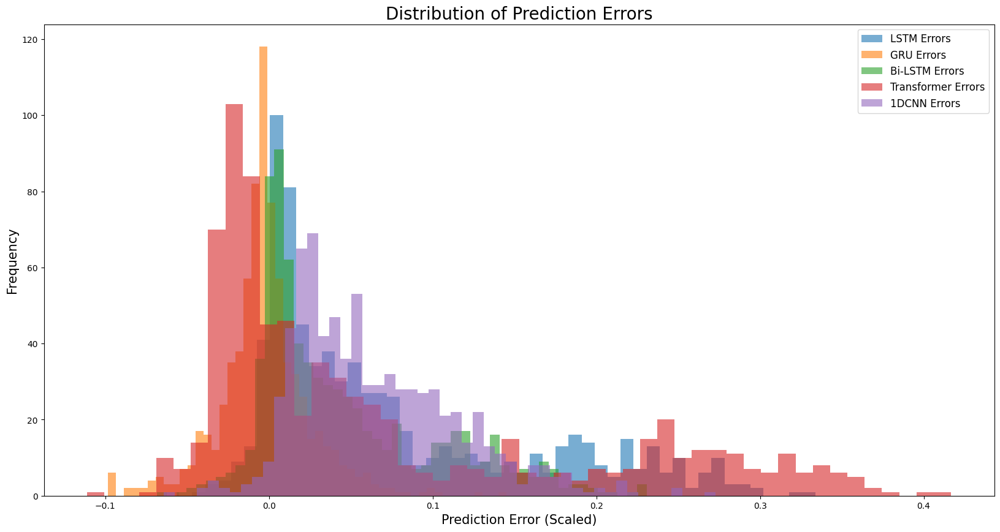 Distribution of Prediction Errors
LSTM Errors
GRU Errors
Bi-LSTM Errors
Transformer Errors
1DCNN Errors
120
100
80
60
40
20
0
Frequency
−0.1
0.0
0.1
0.2
0.3
0.4
Prediction Error (Scaled)